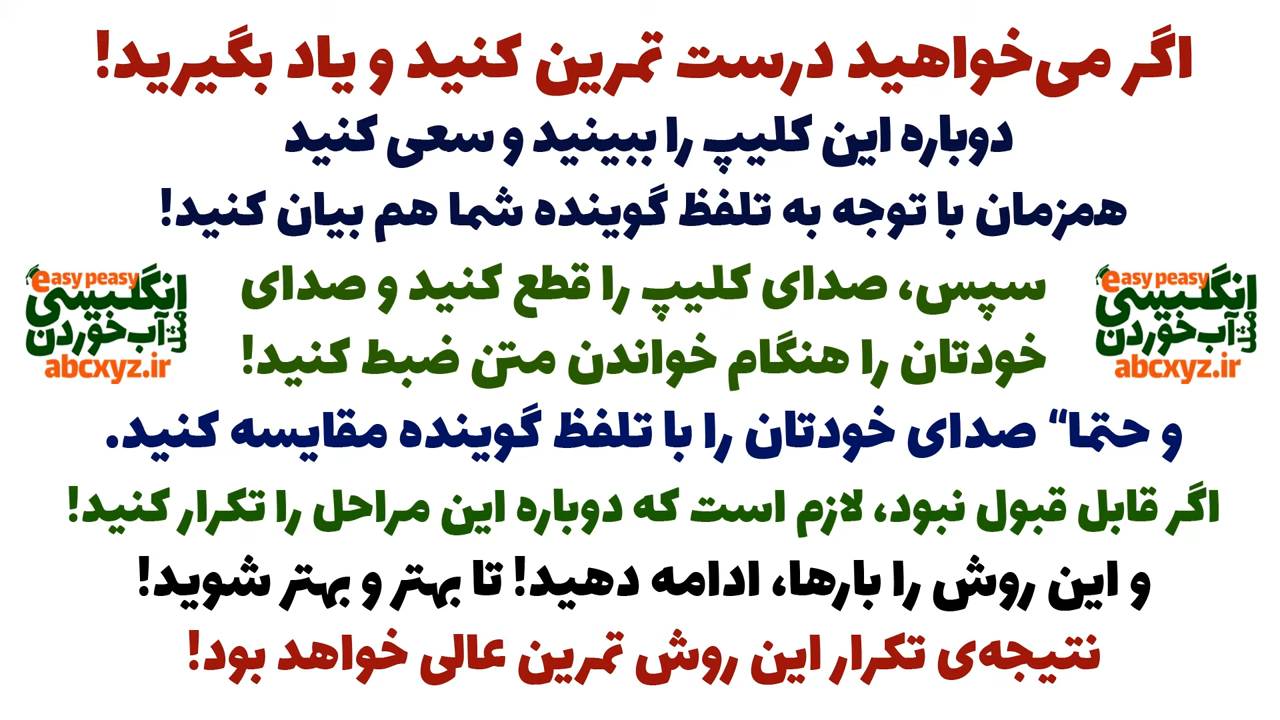 اگر می‌خواهید درست تمرین کنید و یاد بگیرید!
دوباره این کلیپ را ببینید و سعی کنید
همزمان با توجه به تلفظ گوینده شما هم بیان کنید!
سپس، صدای کلیپ را قطع کنید و صدای
خودتان را هنگام خواندن متن ضبط کنید!
و حتما“ صدای خودتان را با تلفظ گوینده مقایسه کنید.
اگر قابل قبول نبود، لازم است که دوباره این مراحل را تکرار کنید!
و این روش را بارها، ادامه دهید! تا بهتر و بهتر شوید!
نتیجه‌ی تکرار این روش تمرین عالی خواهد بود!
easy peasy
انگلیسی
مثل آب خوردن
abcxyz.ir
easy peasy
انگلیسی
مثل آب خوردن
abcxyz.ir